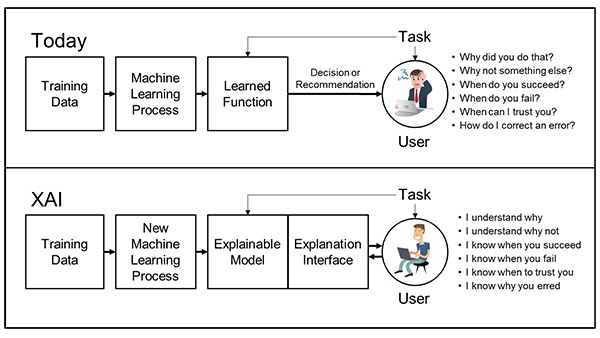 Today
Task
Training
Data
Machine
Learning
Process
Learned
Function
Decision or
Recommendation
User
• Why did you do that?
• Why not something else?
• When do you succeed?
• When do you fail?
• When can I trust you?
• How do I correct an error?
XAI
Task
Training
Data
New
Machine
Learning
Process
Explainable
Model
Explanation
Interface
User
• I understand why
• I understand why not
• I know when you succeed
• I know when you fail
• I know when to trust you
• I know why you erred